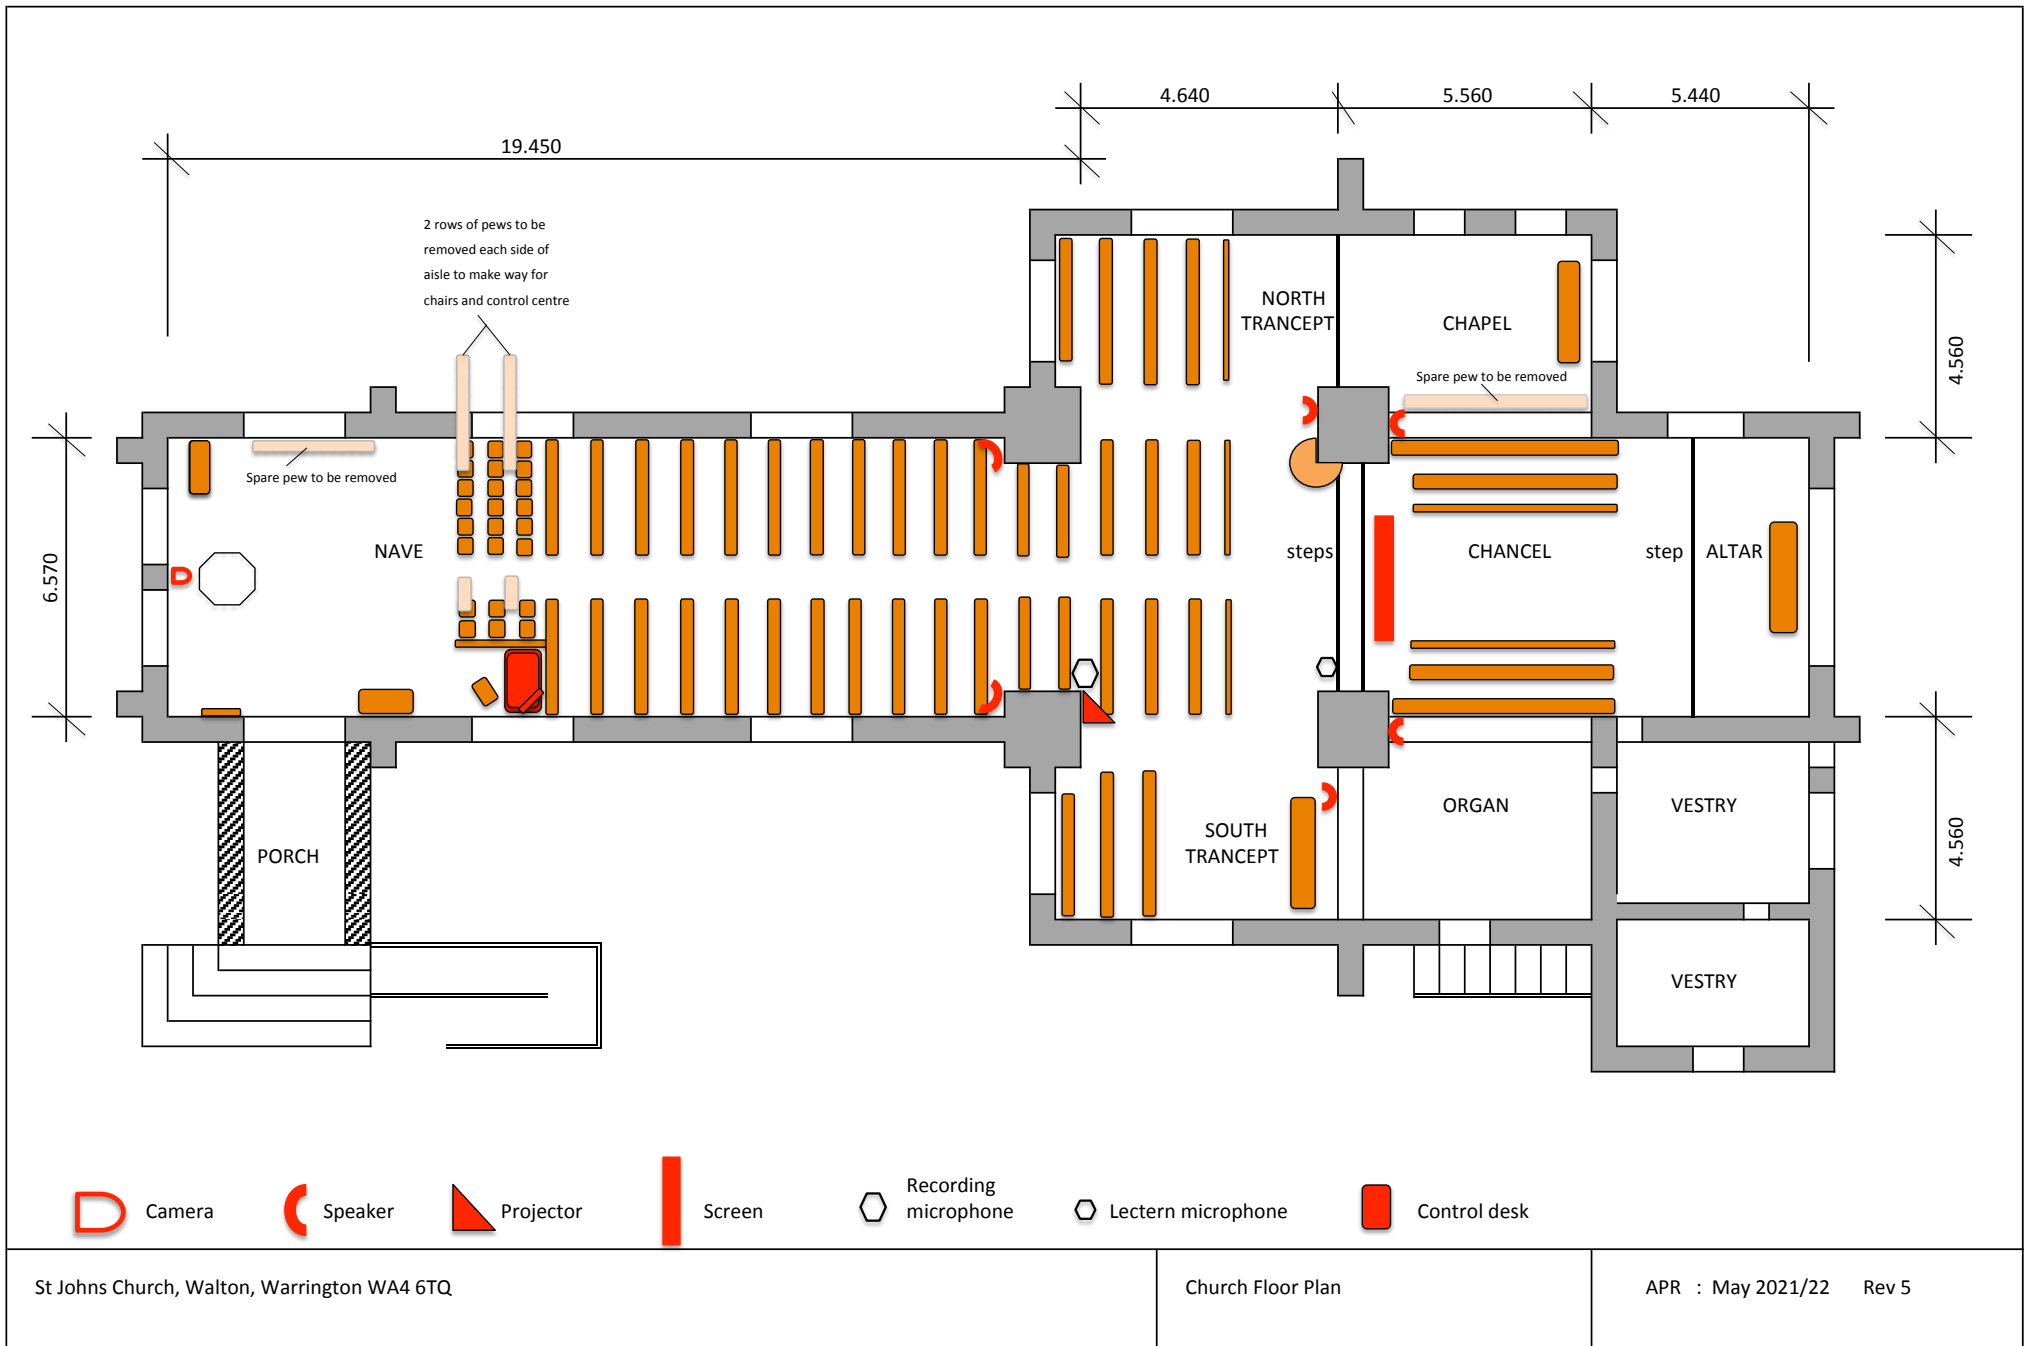 4.640
5.560
5.440
19.450
2 rows of pews to be
removed each side of
aisle to make way for
chairs and control centre
NORTH
TRANCEPT
CHAPEL
4.560
Spare pew to be removed
Spare pew to be removed
6.570
NAVE
steps
CHANCEL
step
ALTAR
SOUTH
TRANCEPT
ORGAN
VESTRY
4.560
PORCH
VESTRY
Camera
Speaker
Projector
Screen
Recording
microphone
Lectern microphone
Control desk
St Johns Church, Walton, Warrington WA4 6TQ
Church Floor Plan
APR : May 2021/22 Rev 5